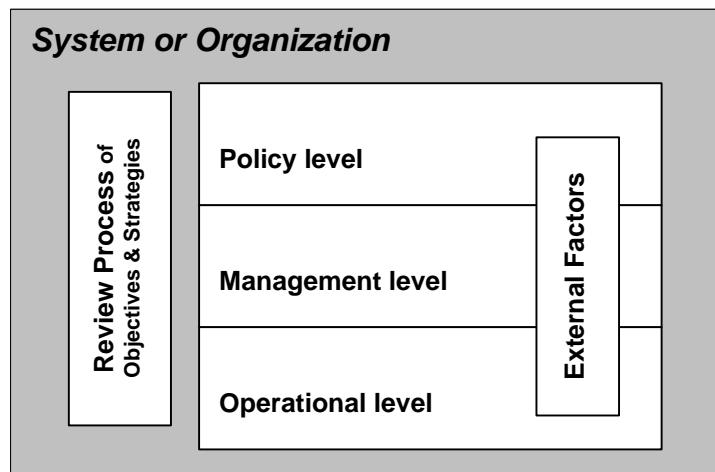 System or Organization
Review Process of
Objectives & Strategies
Policy level
Management level
Operational level
External Factors